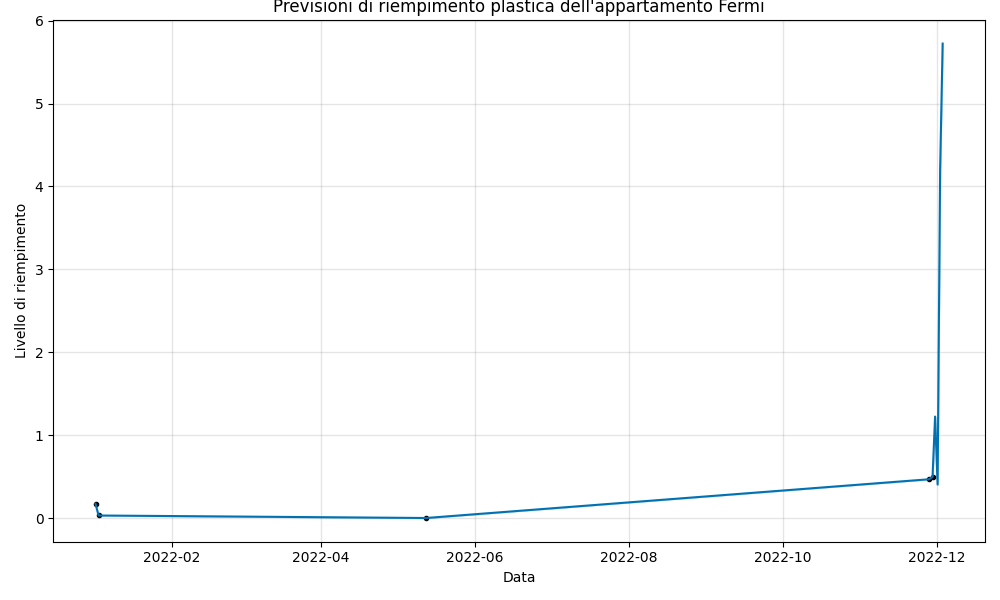 Previsioni di riempimento plastica dell'appartamento Fermi
6
5
4
3
2
1
0
Livello di riempimento
2022-02 2022-04 2022-06 2022-08 2022-10 2022-12
Data